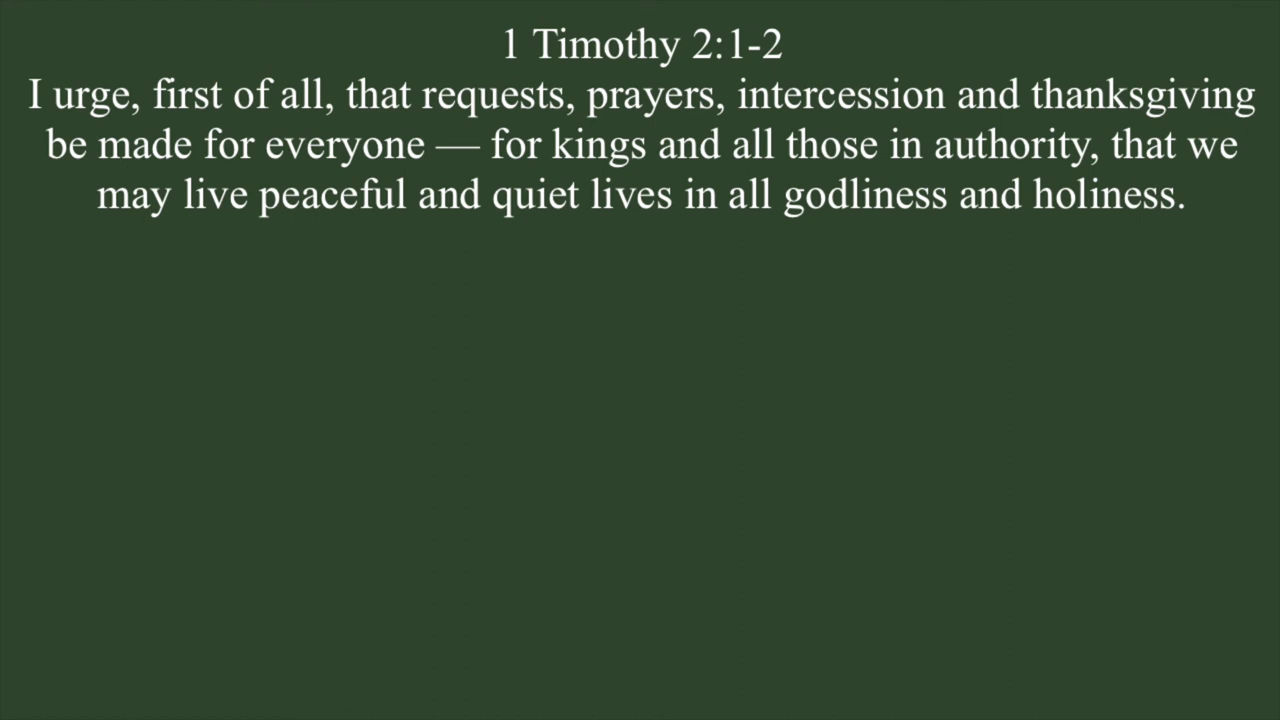 1 Timothy 2:1-2
I urge, first of all, that requests, prayers, intercession and thanksgiving
be made for everyone — for kings and all those in authority, that we
may live peaceful and quiet lives in all godliness and holiness.